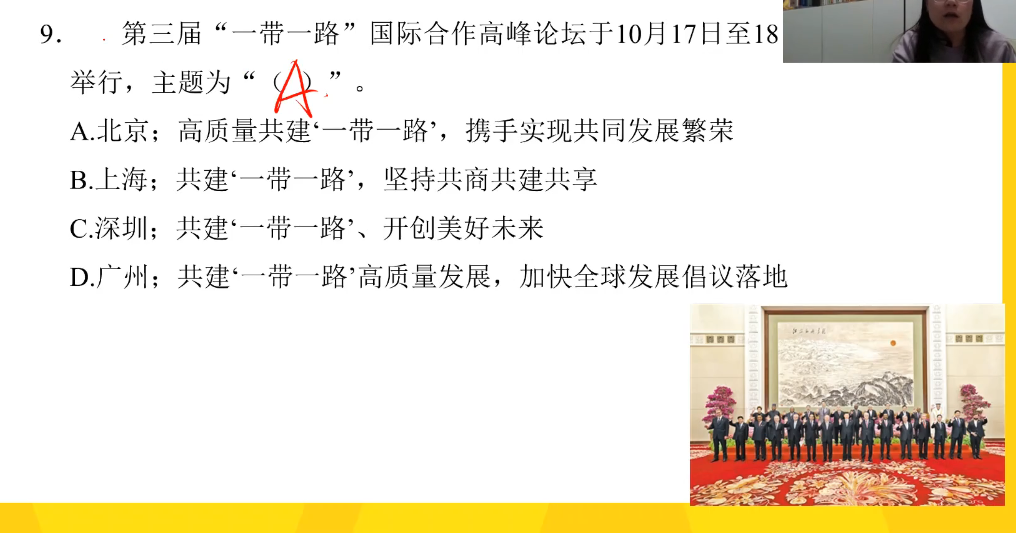 9. 第三届“一带一路”国际合作高峰论坛于10月17日至18
举行，主题为“（A）”。
A.北京；高质量共建‘一带一路’，携手实现共同发展繁荣
B.上海；共建‘一带一路’，坚持共商共建共享
C.深圳；共建‘一带一路’、开创美好未来
D.广州；共建‘一带一路’高质量发展，加快全球发展倡议落地